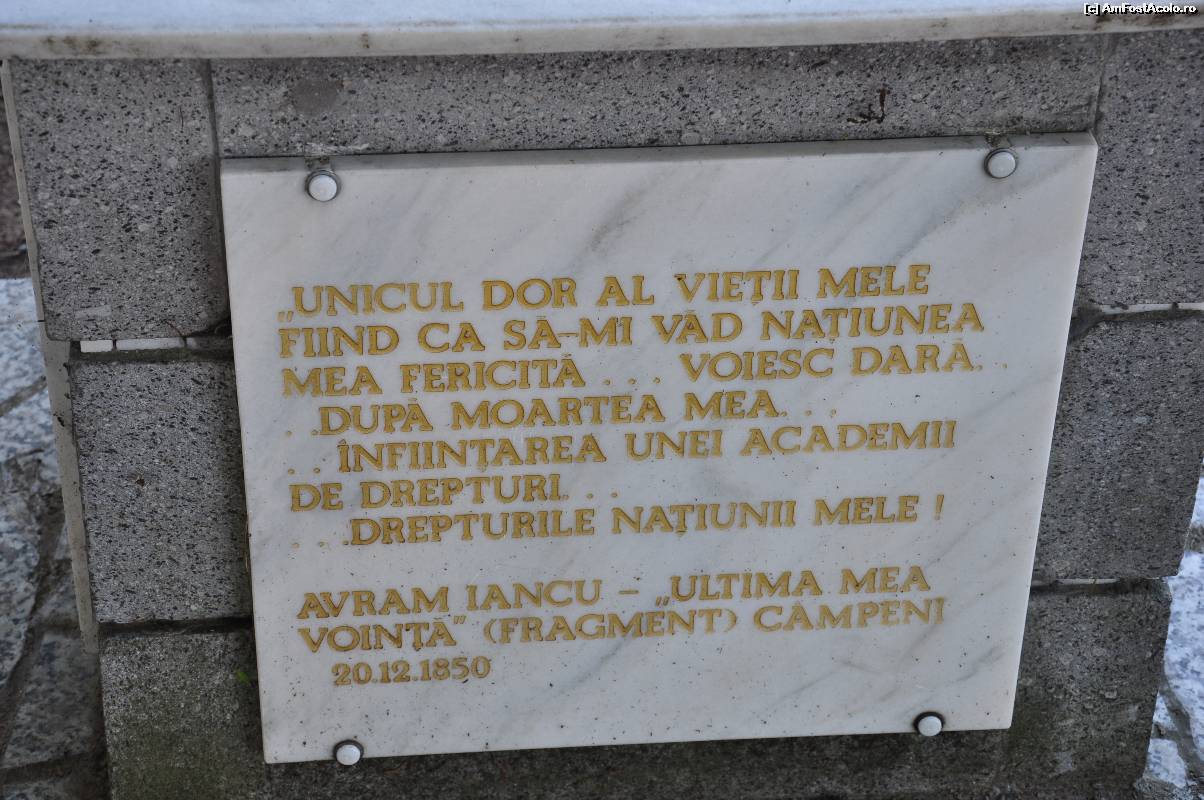 [c] AmFostAcolo.ro
„UNICUL DOR AL VIEȚII MELE
FIIND CA SĂ-MI VĂD NAȚIUNEA
MEA FERICITĂ . . . VOIESC DARĂ. .
. .DUPĂ MOARTEA MEA. . .
. . ÎNFIINȚAREA UNEI ACADEMII
DE DREPTURI. . .
. . .DREPTURILE NAȚIUNII MELE !
AVRAM IANCU – „ULTIMA MEA
VOINȚĂ” (FRAGMENT) CÂMPENI
20.12.1850